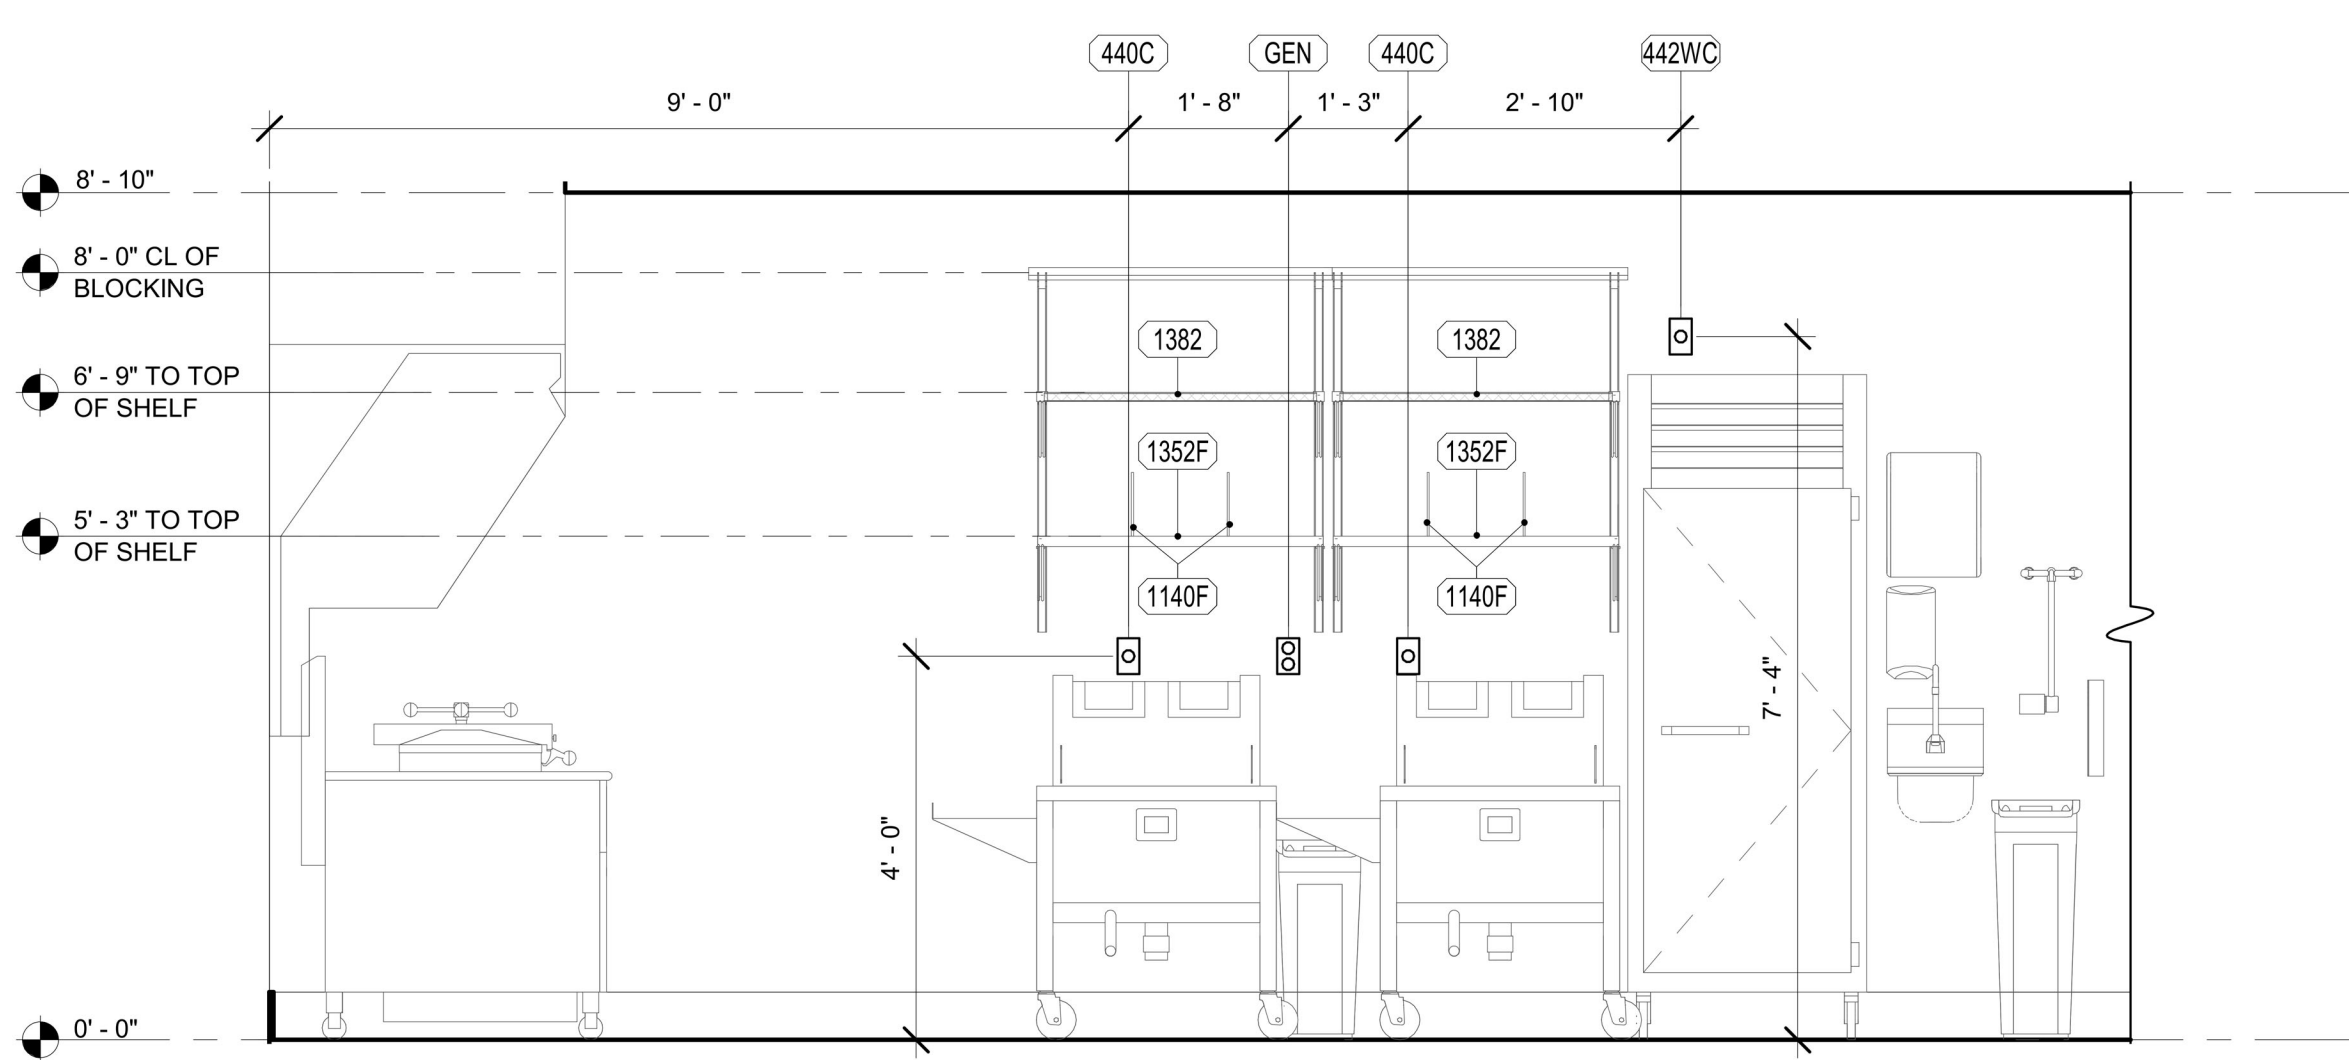 440C
GEN
440C
442WC
9' - 0"
1' - 8"
1' - 3"
2' - 10"
8' - 10"
8' - 0" CL OF
BLOCKING
6' - 9" TO TOP
OF SHELF
5' - 3" TO TOP
OF SHELF
0' - 0"
1382
1382
1352F
1352F
1140F
1140F
4' - 0"
7' - 4"